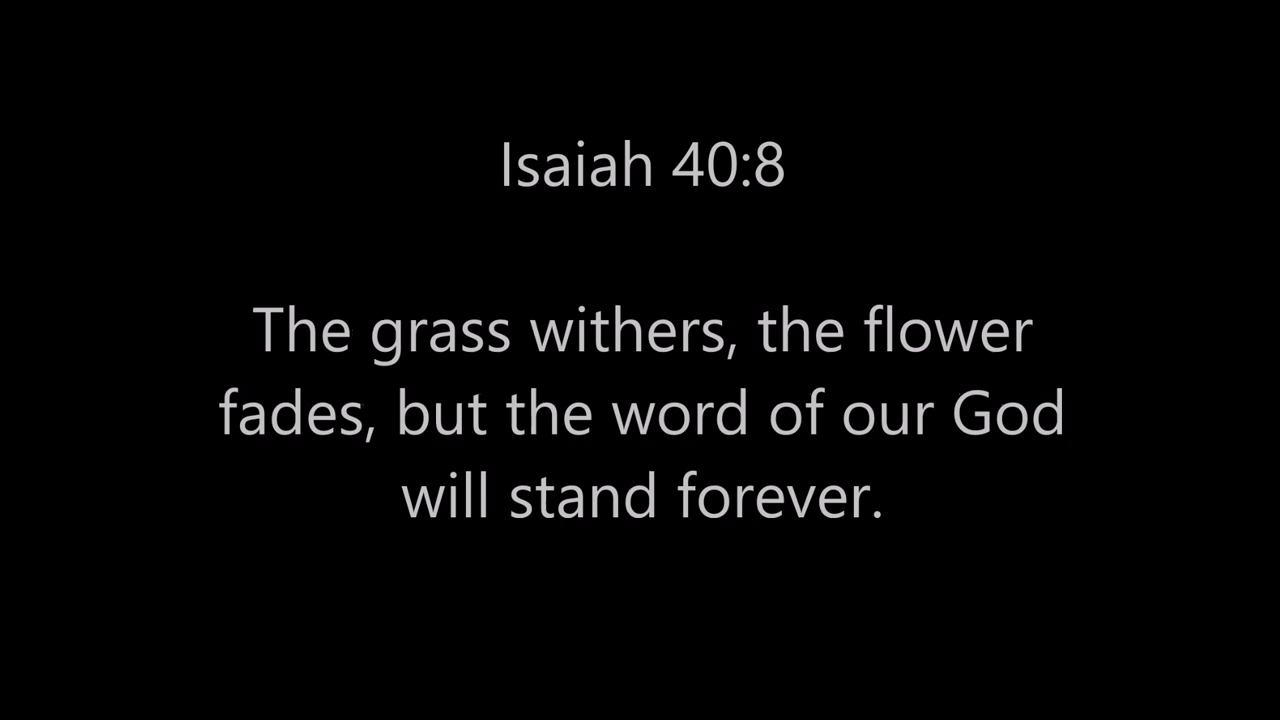 Isaiah 40:8
The grass withers, the flower
fades, but the word of our God
will stand forever.